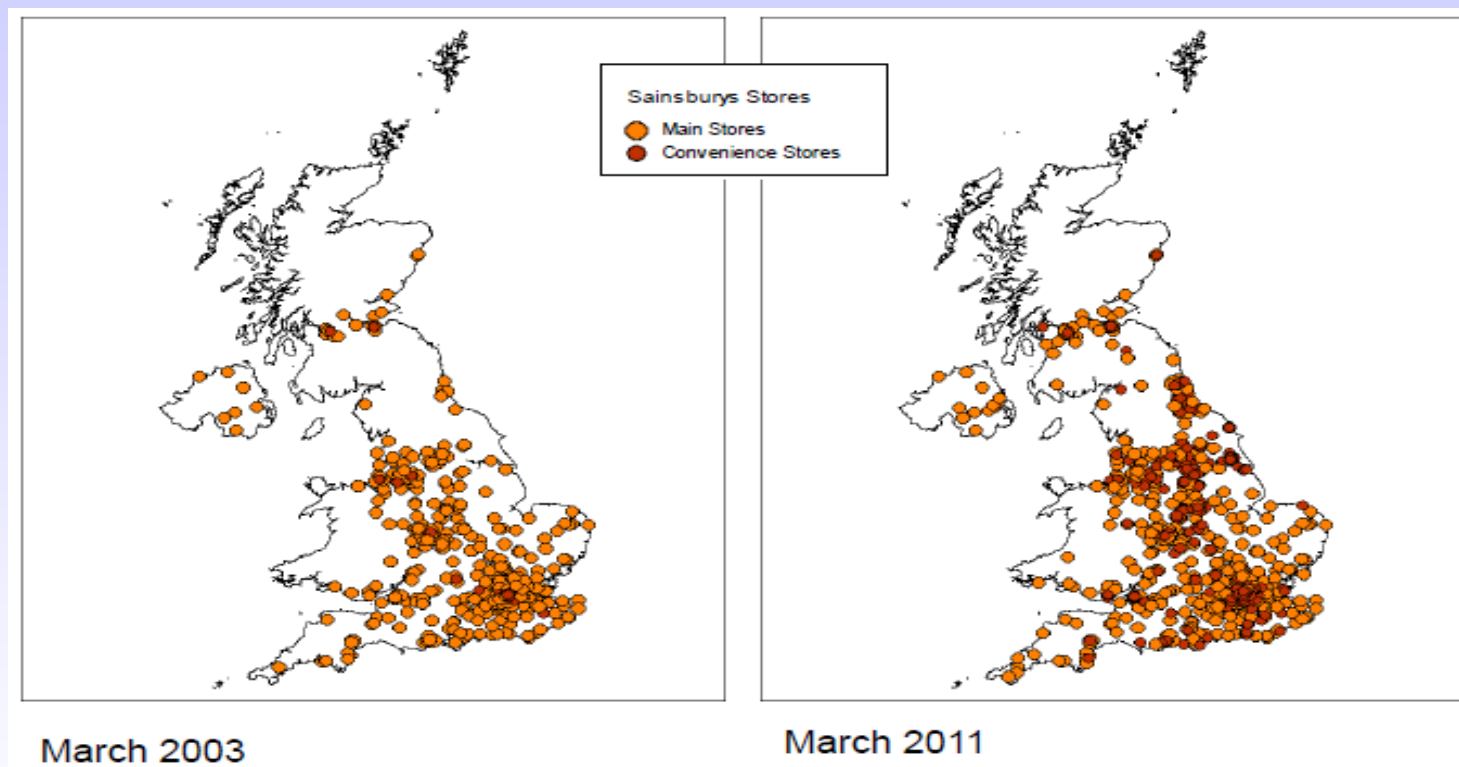 Sainsburys Stores
Main Stores
Convenience Stores
March 2003
March 2011